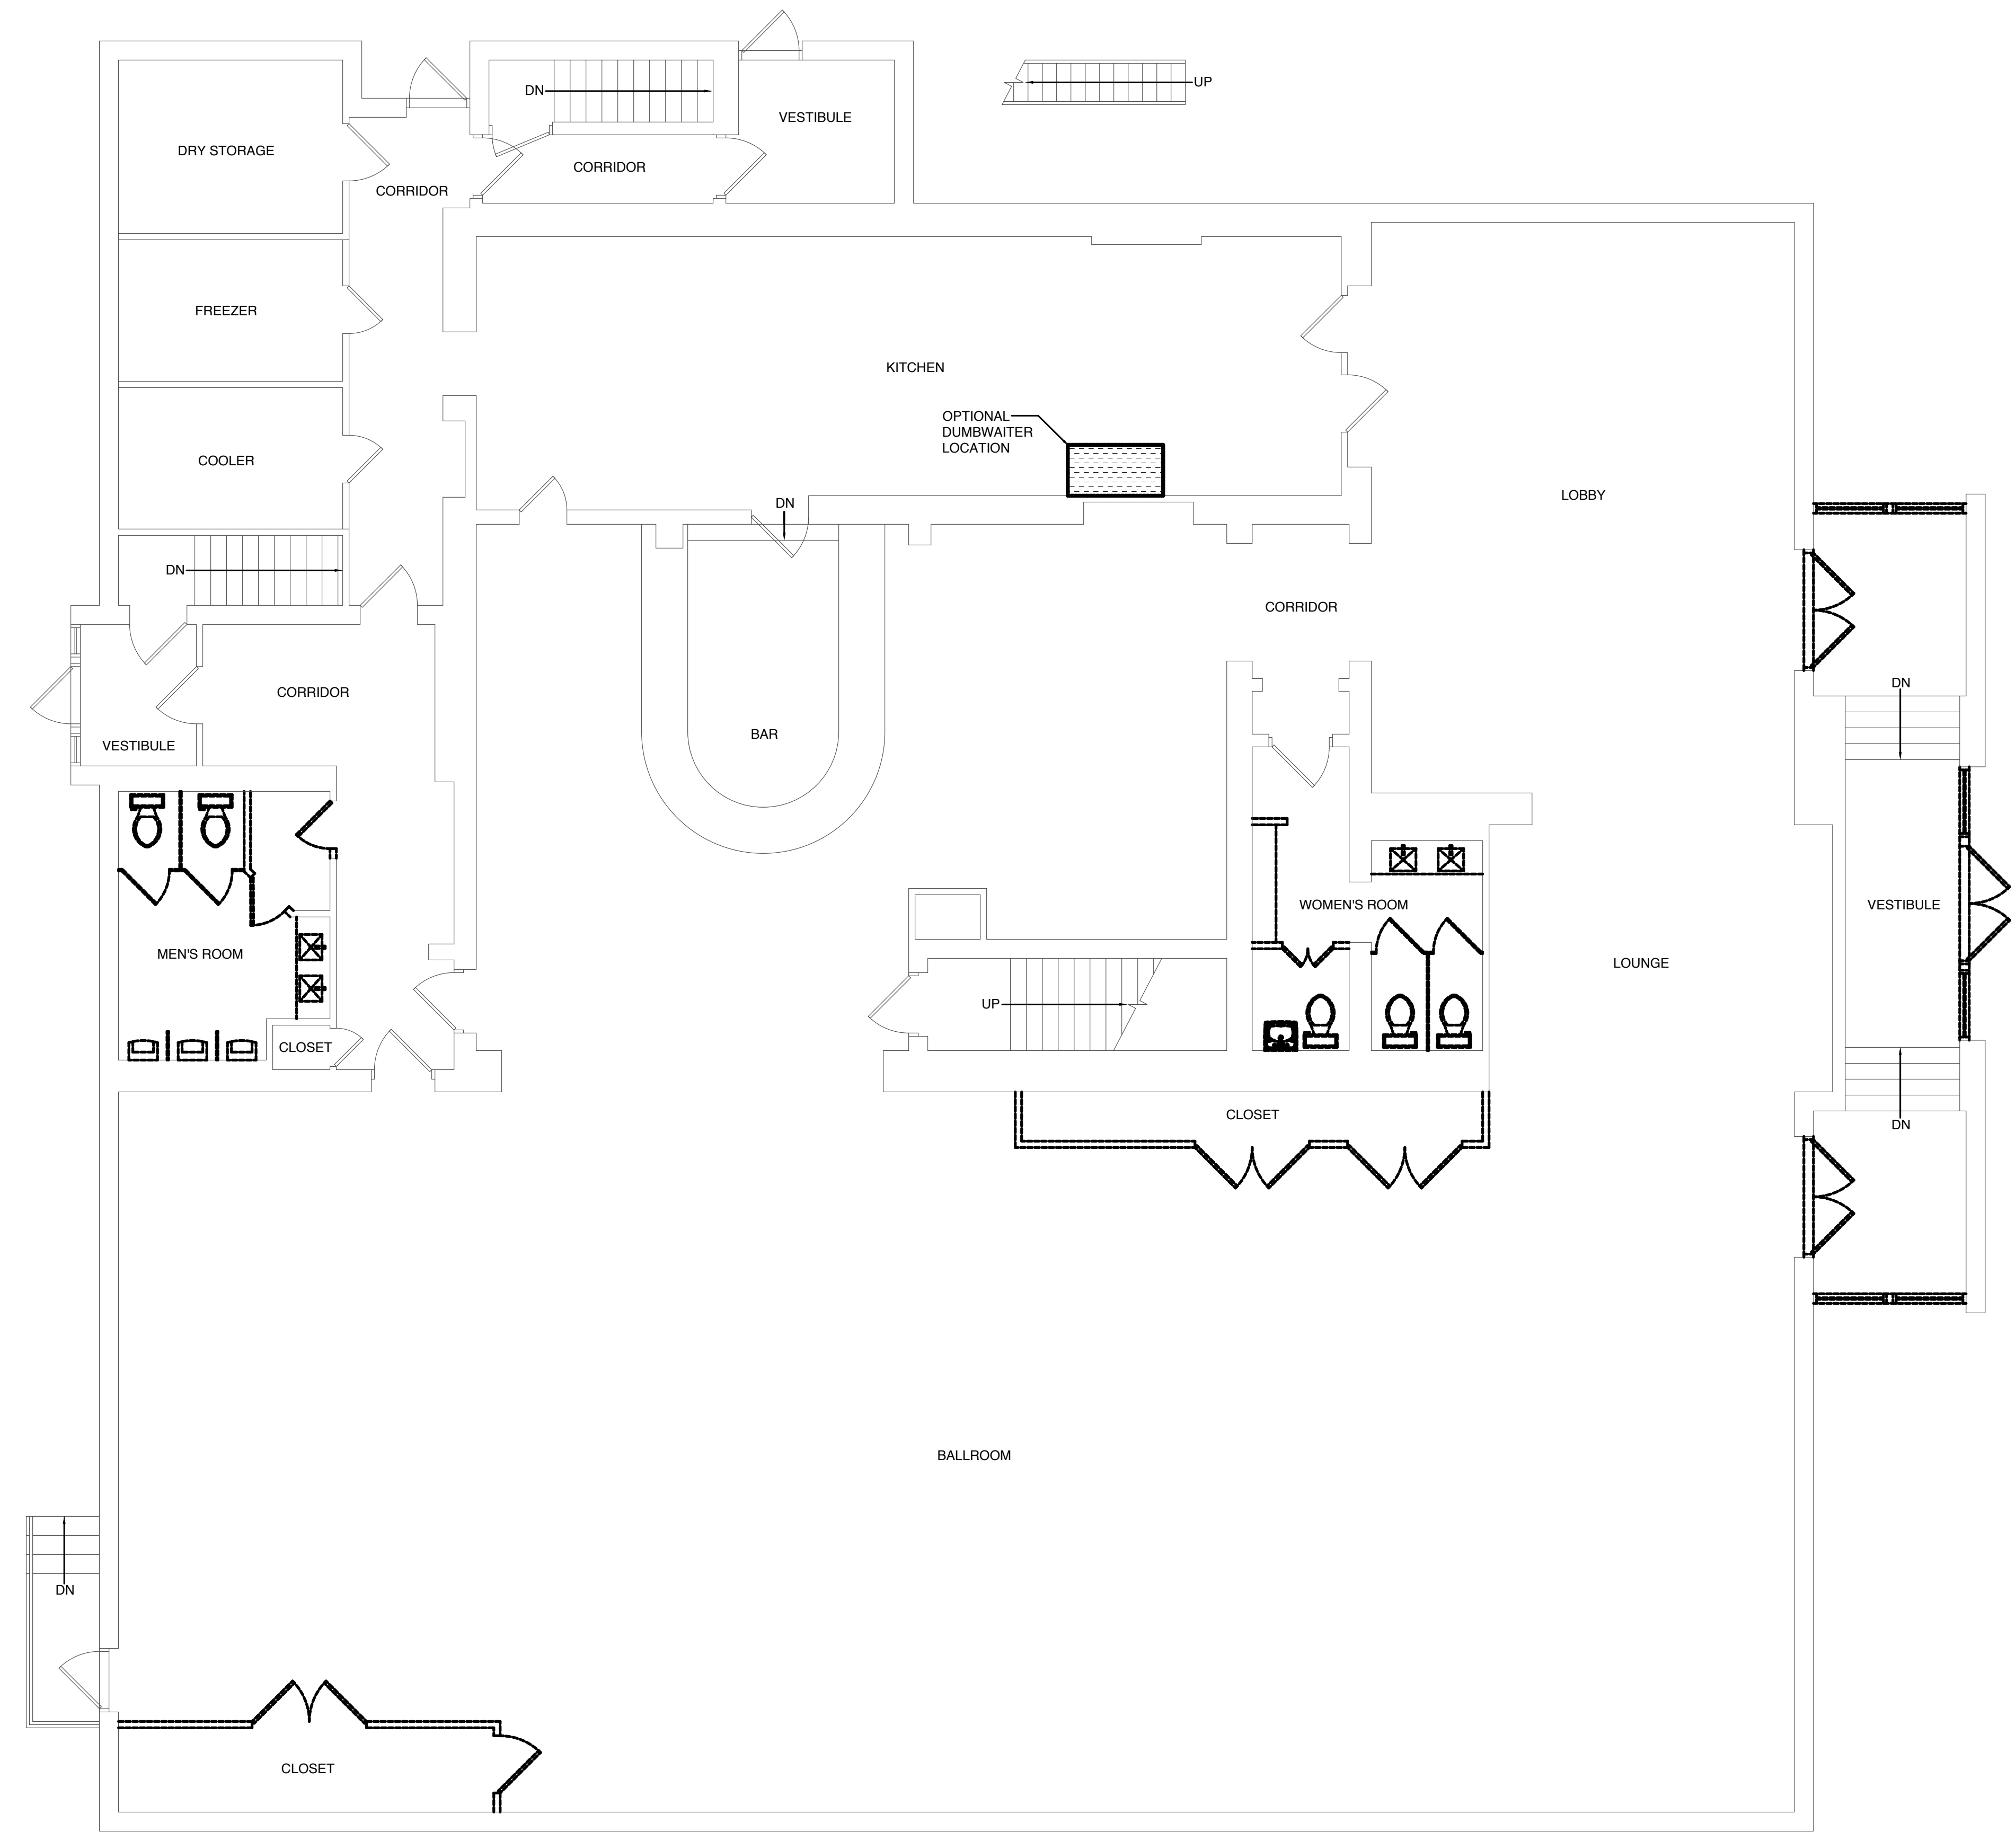 UP
DN
VESTIBULE
DRY STORAGE
CORRIDOR
CORRIDOR
FREEZER
KITCHEN
OPTIONAL
DUMBWAITER
LOCATION
COOLER
LOBBY
DN
DN
CORRIDOR
DN
CORRIDOR
BAR
VESTIBULE
WOMEN'S ROOM
VESTIBULE
MEN'S ROOM
LOUNGE
UP
CLOSET
CLOSET
DN
BALLROOM
DN
CLOSET